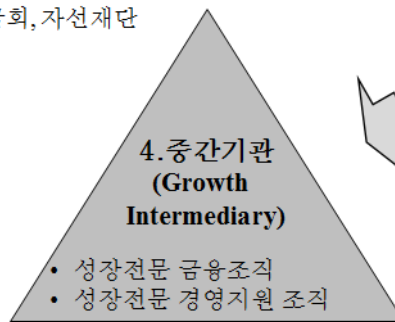 회,자선재단
4.중간기관
(Growth
Intermediary)
• 성장전문 금융조직
• 성장전문 경영지원 조직